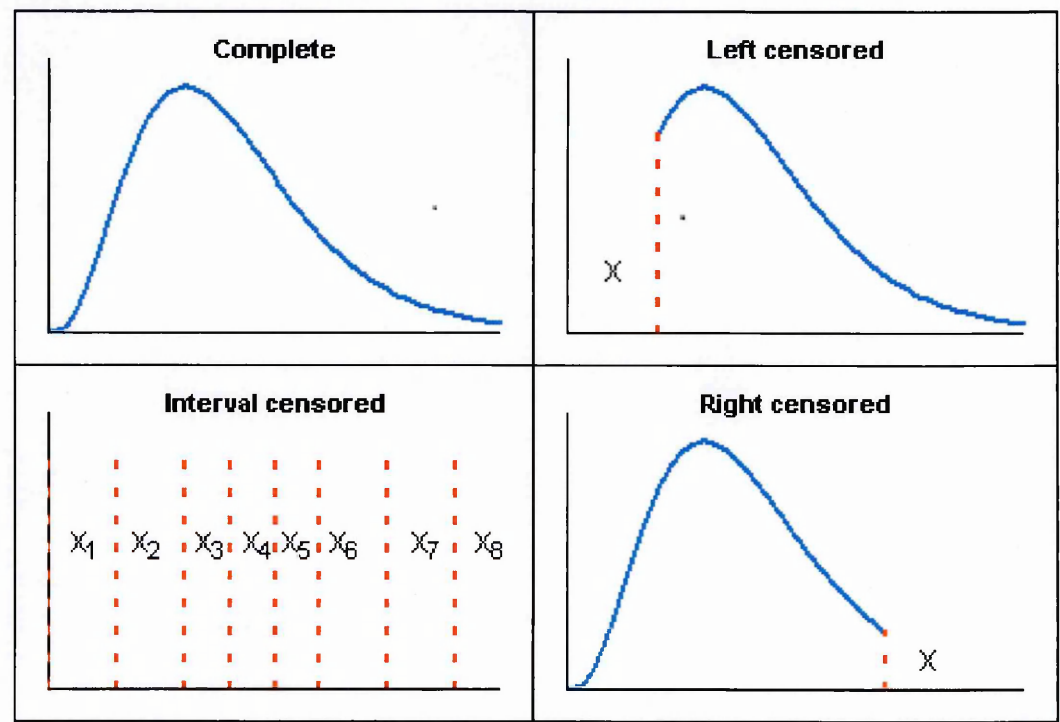 Complete
Left censored
X
Interval censored
X₁ X₂ X₃ X₄ X₅ X₆ X₇ X₈
Right censored
X